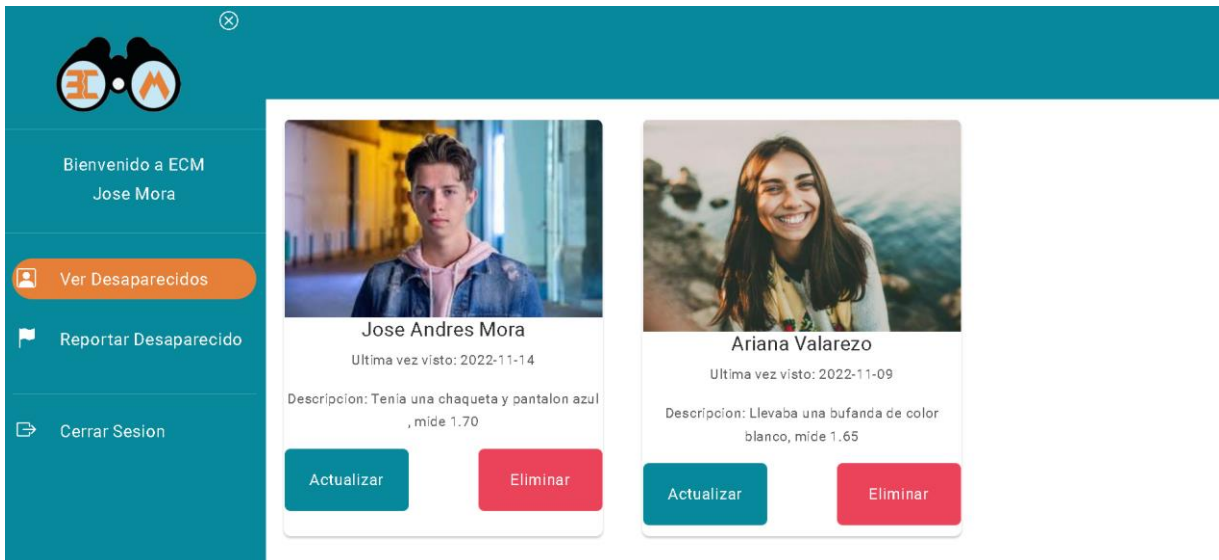 EC M
Bienvenido a ECM
Jose Mora
Ver Desaparecidos
Reportar Desaparecido
Cerrar Sesion
Jose Andres Mora
Ultima vez visto: 2022-11-14
Descripcion: Tenia una chaqueta y pantalon azul
, mide 1.70
Actualizar
Eliminar
Ariana Valarezo
Ultima vez visto: 2022-11-09
Descripcion: Llevaba una bufanda de color
blanco, mide 1.65
Actualizar
Eliminar